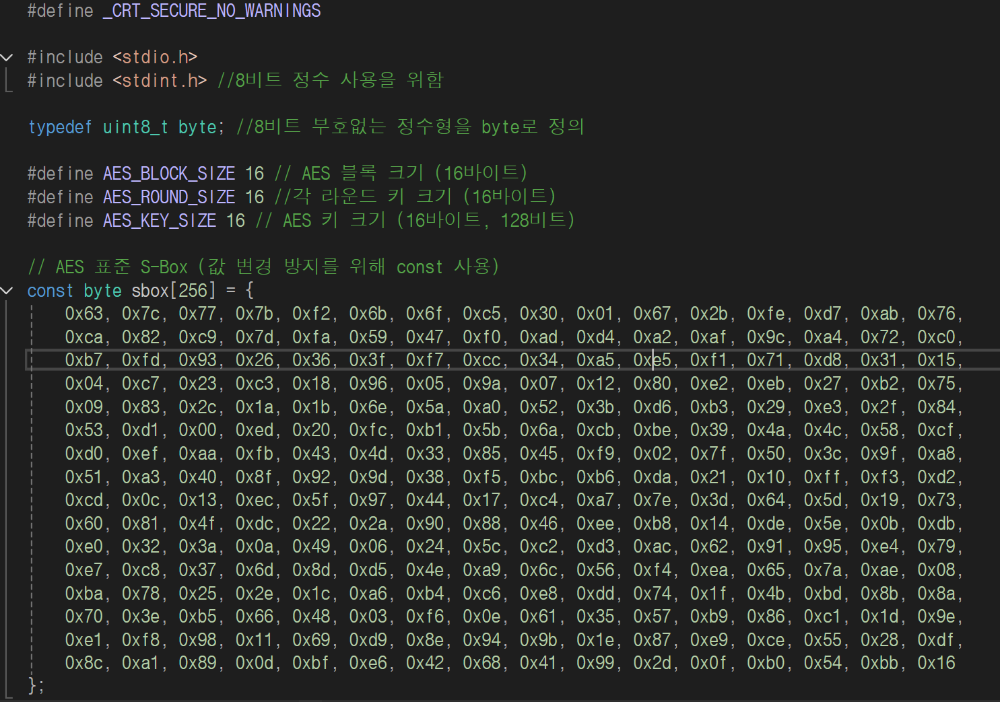 #define _CRT_SECURE_NO_WARNINGS
#include <stdio.h>
#include <stdint.h> //8비트 정수 사용을 위함
typedef uint8_t byte; //8비트 부호없는 정수형을 byte로 정의
#define AES_BLOCK_SIZE 16 // AES 블록 크기 (16바이트)
#define AES_ROUND_SIZE 16 //각 라운드 키 크기 (16바이트)
#define AES_KEY_SIZE 16 // AES 키 크기 (16바이트, 128비트)
// AES 표준 S-Box (값 변경 방지를 위해 const 사용)
const byte sbox[256] = {
0x63, 0x7c, 0x77, 0x7b, 0xf2, 0x6b, 0x6f, 0xc5, 0x30, 0x01, 0x67, 0x2b, 0xfe, 0xd7, 0xab, 0x76,
0xca, 0x82, 0xc9, 0x7d, 0xfa, 0x59, 0x47, 0xf0, 0xad, 0xd4, 0xa2, 0xaf, 0x9c, 0xa4, 0x72, 0xc0,
0xb7, 0xfd, 0x93, 0x26, 0x36, 0x3f, 0xf7, 0xcc, 0x34, 0xa5, 0xe5, 0xf1, 0x71, 0xd8, 0x31, 0x15,
0x04, 0xc7, 0x23, 0xc3, 0x18, 0x96, 0x05, 0x9a, 0x07, 0x12, 0x80, 0xe2, 0xeb, 0x27, 0xb2, 0x75,
0x09, 0x83, 0x2c, 0x1a, 0x1b, 0x6e, 0x5a, 0xa0, 0x52, 0x3b, 0xd6, 0xb3, 0x29, 0xe3, 0x2f, 0x84,
0x53, 0xd1, 0x00, 0xed, 0x20, 0xfc, 0xb1, 0x5b, 0x6a, 0xcb, 0xbe, 0x39, 0x4a, 0x4c, 0x58, 0xcf,
0xd0, 0xef, 0xaa, 0xfb, 0x43, 0x4d, 0x33, 0x85, 0x45, 0xf9, 0x02, 0x7f, 0x50, 0x3c, 0x9f, 0xa8,
0x51, 0xa3, 0x40, 0x8f, 0x92, 0x9d, 0x38, 0xf5, 0xbc, 0xb6, 0xda, 0x21, 0x10, 0xff, 0xf3, 0xd2,
0xcd, 0x0c, 0x13, 0xec, 0x5f, 0x97, 0x44, 0x17, 0xc4, 0xa7, 0x7e, 0x3d, 0x64, 0x5d, 0x19, 0x73,
0x60, 0x81, 0x4f, 0xdc, 0x22, 0x2a, 0x90, 0x88, 0x46, 0xee, 0xb8, 0x14, 0xde, 0x5e, 0x0b, 0xdb,
0xe0, 0x32, 0x3a, 0x0a, 0x49, 0x06, 0x24, 0x5c, 0xc2, 0xd3, 0xac, 0x62, 0x91, 0x95, 0xe4, 0x79,
0xe7, 0xc8, 0x37, 0x6d, 0x8d, 0xd5, 0x4e, 0xa9, 0x6c, 0x56, 0xf4, 0xea, 0x65, 0x7a, 0xae, 0x08,
0xba, 0x78, 0x25, 0x2e, 0x1c, 0xa6, 0xb4, 0xc6, 0xe8, 0xdd, 0x74, 0x1f, 0x4b, 0xbd, 0x8b, 0x8a,
0x70, 0x3e, 0xb5, 0x66, 0x48, 0x03, 0xf6, 0x0e, 0x61, 0x35, 0x57, 0xb9, 0x86, 0xc1, 0x1d, 0x9e,
0xe1, 0xf8, 0x98, 0x11, 0x69, 0xd9, 0x8e, 0x94, 0x9b, 0x1e, 0x87, 0xe9, 0xce, 0x55, 0x28, 0xdf,
0x8c, 0xa1, 0x89, 0x0d, 0xbf, 0xe6, 0x42, 0x68, 0x41, 0x99, 0x2d, 0x0f, 0xb0, 0x54, 0xbb, 0x16
};